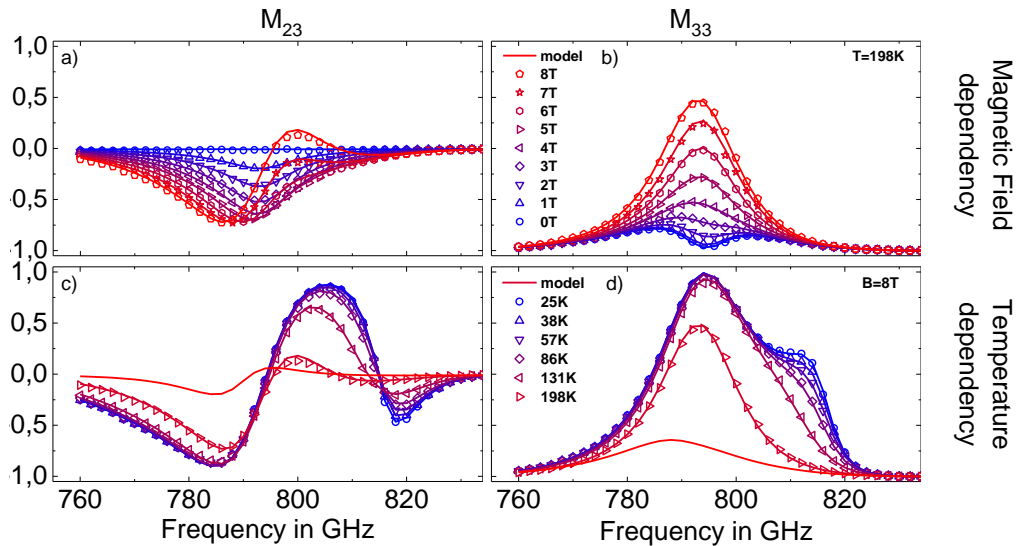 M23
M33
1,0
0,5
0,0
-0,5
1,0
a)
model
8T
7T
6T
5T
4T
3T
2T
1T
0T
b)
T=198K
Magnetic Field
dependency
1,0
0,5
0,0
0,5
1,0
c)
760
780
800
820
Frequency in GHz
model
25K
38K
57K
86K
131K
198K
d)
B=8T
760
780
800
820
Frequency in GHz
Temperature
dependency